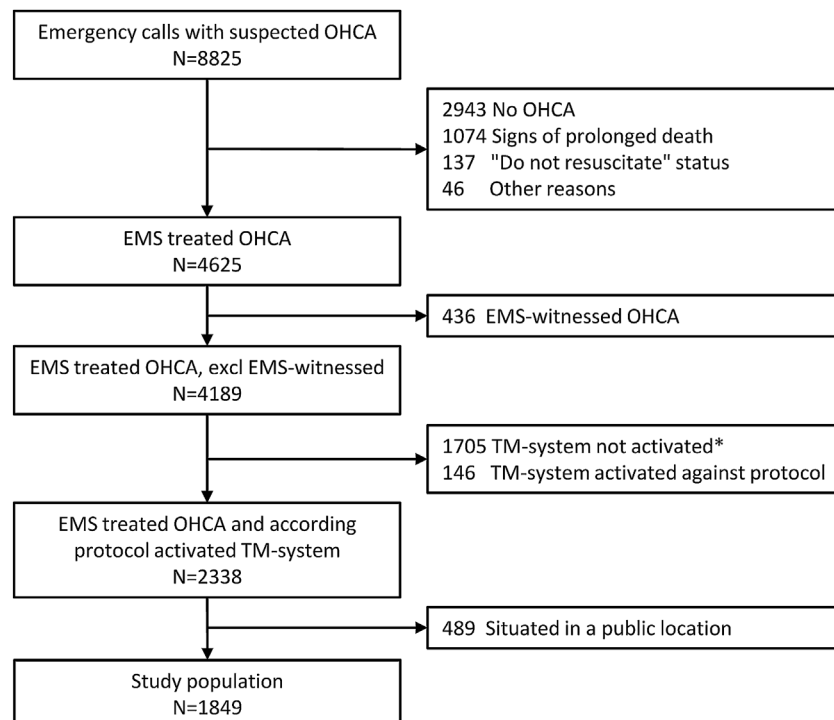 Emergency calls with suspected OHCA
N=8825
2943 No OHCA
1074 Signs of prolonged death
137 "Do not resuscitate" status
46 Other reasons
EMS treated OHCA
N=4625
436 EMS-witnessed OHCA
EMS treated OHCA, excl EMS-witnessed
N=4189
1705 TM-system not activated*
146 TM-system activated against protocol
EMS treated OHCA and according
protocol activated TM-system
N=2338
489 Situated in a public location
Study population
N=1849